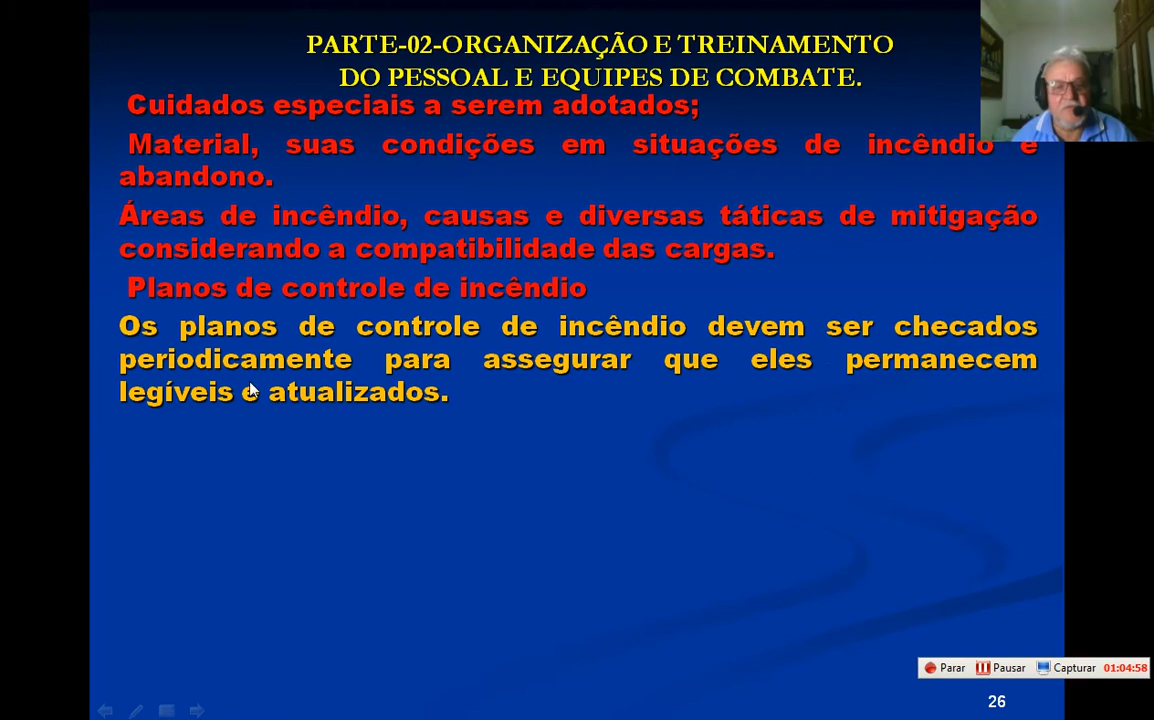 PARTE-02-ORGANIZAÇÃO E TREINAMENTO
DO PESSOAL E EQUIPES DE COMBATE.
Cuidados especiais a serem adotados;
Material, suas condições em situações de incêndio e
abandono.
Áreas de incêndio, causas e diversas táticas de mitigação
considerando a compatibilidade das cargas.
Planos de controle de incêndio
Os planos de controle de incêndio devem ser checados
periodicamente para assegurar que eles permanecem
legíveis e atualizados.
Parar Pausar Capturar 01:04:58
26